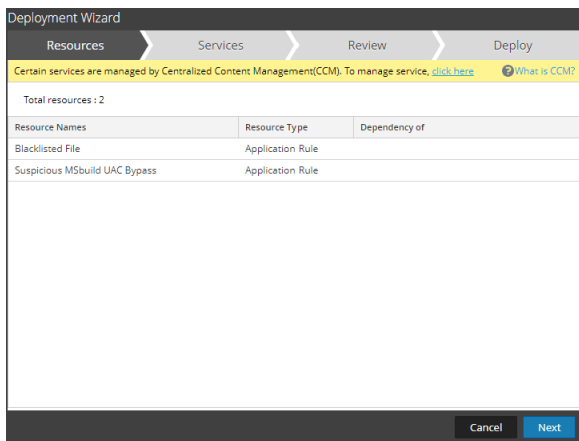 Deployment Wizard
Resources Services Review Deploy
Certain services are managed by Centralized Content Management(CCM). To manage service, click here ?What is CCM?
Total resources : 2
Resource Names Resource Type Dependency of
Blacklisted File Application Rule
Suspicious MSbuild UAC Bypass Application Rule
Cancel Next